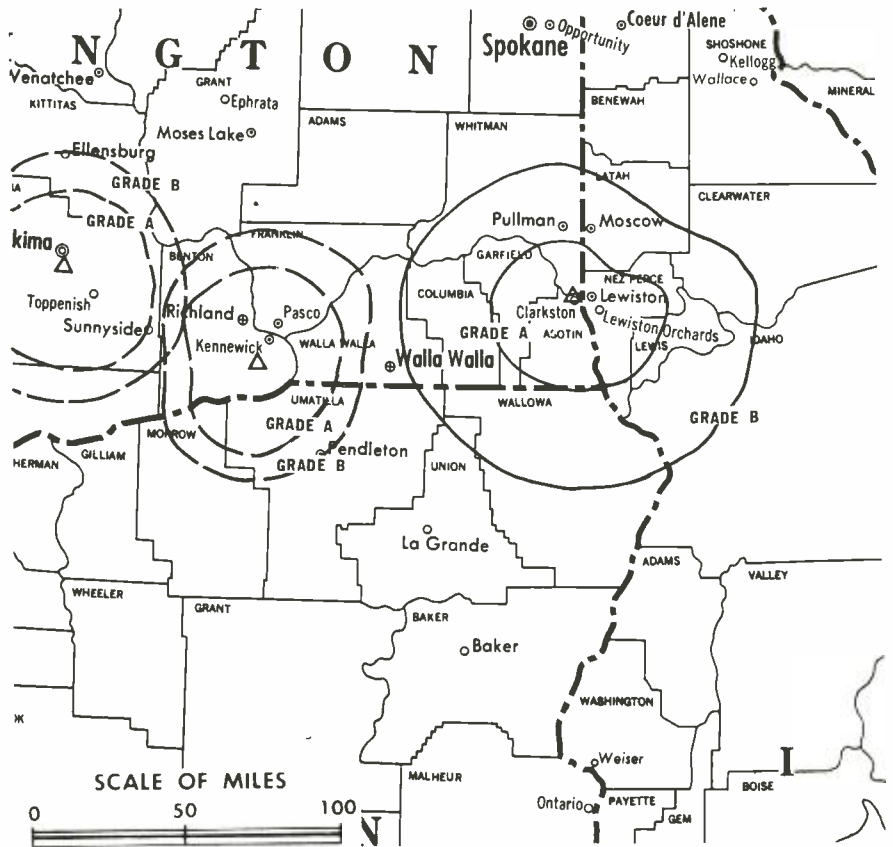 N G T O N
Spokane
Opportunity
Coeur d'Alene
SHOSHONE
Kellogg
Wallace
MINERAL
Venatchee
GRANT
KITTITAS
Ephrata
Moses Lake
ADAMS
WHITMAN
BENEWAH
Ellensburg
GRADE B
GRADE A
LATAH
CLEARWATER
Pullman
Moscow
kima
FRANKLIN
BENTON
GARFIELD
NEZ PERCE
Toppenish
Sunnyside
Richland
Pasco
Kennewick
COLUMBIA
Clarkston
Lewiston
Lewiston Orchards
GRADE A
ASOTIN
LEWIS
IDAHO
WALLA WALLA
Walla Walla
UMATILLA
WALLOWA
GRADE B
GRADE A
MORROW
Pendleton
GRADE B
HERMAN
GILLIAM
UNION
La Grande
ADAMS
VALLEY
WHEELER
GRANT
BAKER
Baker
WASHINGTON
Weiser
MALHEUR
Ontario
PAYETTE
GEM
BOISE
I
SCALE OF MILES
0 50 100
N